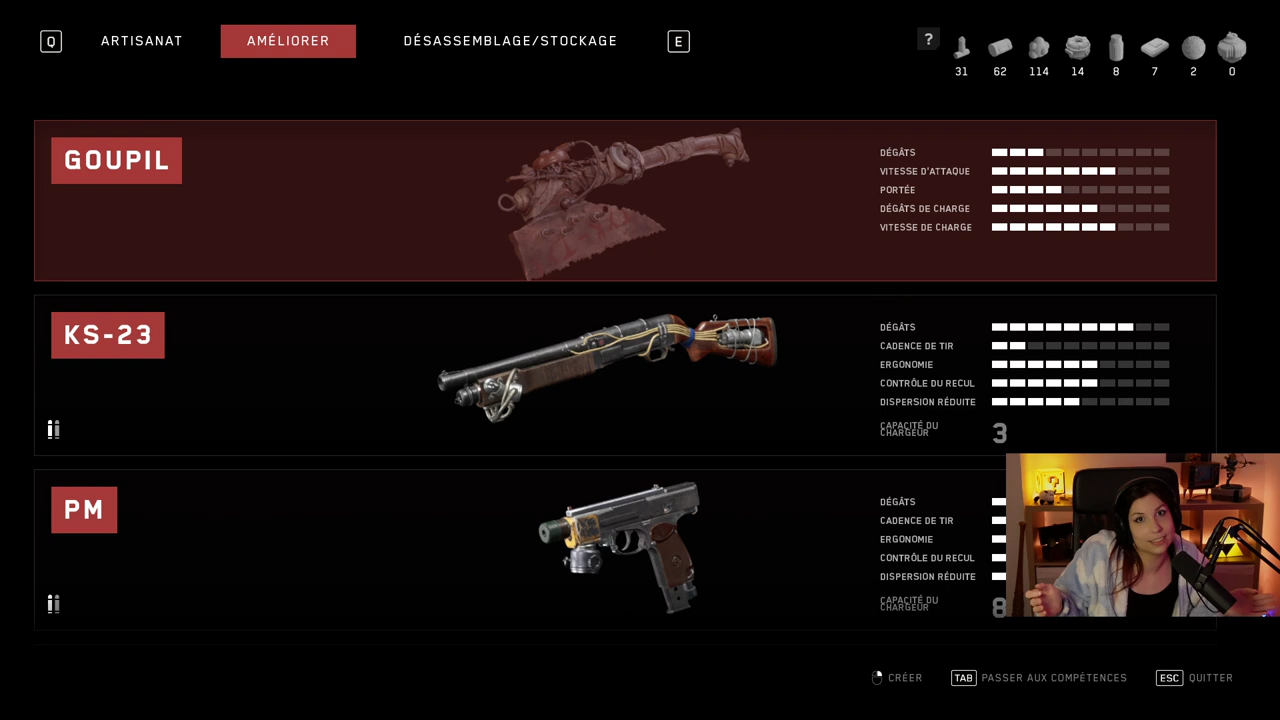 Q ARTISANAT AMÉLIORER DÉSASSEMBLAGE/STOCKAGE E
?
31 62 114 14 8 7 2 0
GOUPIL
DÉGÂTS
VITESSE D'ATTAQUE
PORTÉE
DÉGÂTS DE CHARGE
VITESSE DE CHARGE
KS-23
DÉGÂTS
CADENCE DE TIR
ERGONOMIE
CONTRÔLE DU RECUL
DISPERSION RÉDUITE
CAPACITÉ DU
CHARGEUR
3
PM
DÉGÂTS
CADENCE DE TIR
ERGONOMIE
CONTRÔLE DU RECUL
DISPERSION RÉDUITE
CAPACITÉ DU
CHARGEUR
8
CRÉER TAB PASSER AUX COMPÉTENCES ESC QUITTER